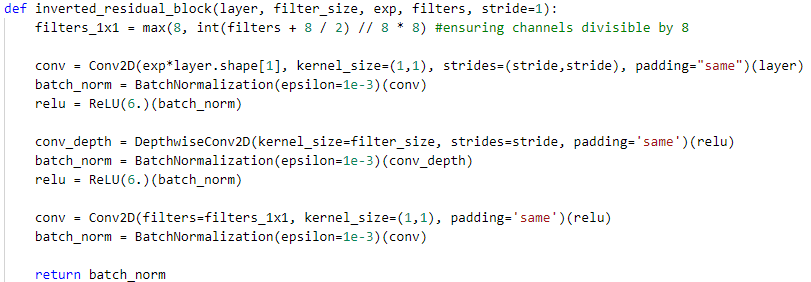 def inverted_residual_block(layer, filter_size, exp, filters, stride=1):
    filters_1x1 = max(8, int(filters + 8 / 2) // 8 * 8) #ensuring channels divisible by 8
    conv = Conv2D(exp*layer.shape[1], kernel_size=(1,1), strides=(stride,stride), padding="same")(layer)
    batch_norm = BatchNormalization(epsilon=1e-3)(conv)
    relu = ReLU(6.)(batch_norm)
    conv_depth = DepthwiseConv2D(kernel_size=filter_size, strides=stride, padding='same')(relu)
    batch_norm = BatchNormalization(epsilon=1e-3)(conv_depth)
    relu = ReLU(6.)(batch_norm)
    conv = Conv2D(filters=filters_1x1, kernel_size=(1,1), padding='same')(relu)
    batch_norm = BatchNormalization(epsilon=1e-3)(conv)
    return batch_norm